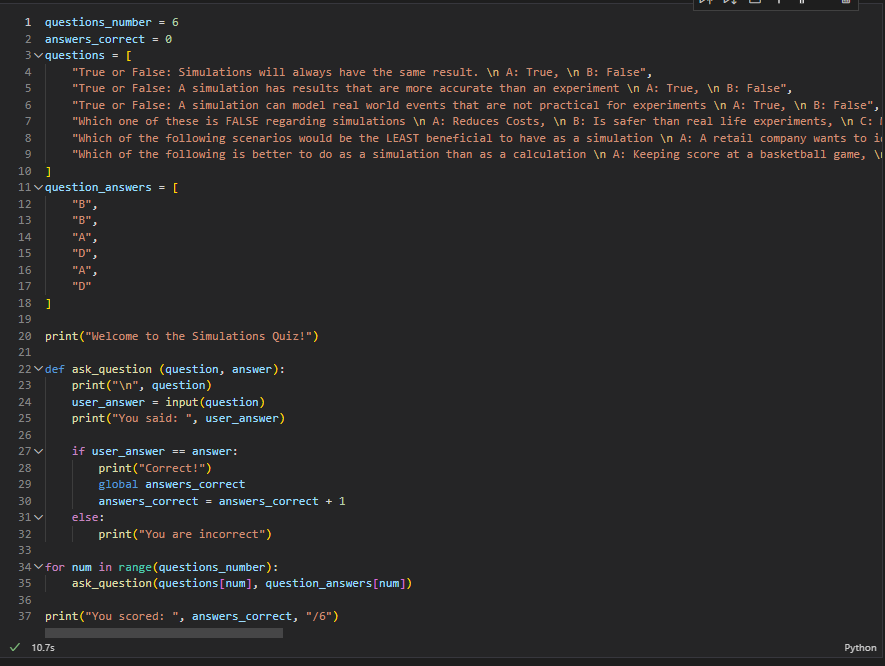 1 questions_number = 6
2 answers_correct = 0
3 questions = [
4 "True or False: Simulations will always have the same result. \n A: True, \n B: False",
5 "True or False: A simulation has results that are more accurate than an experiment \n A: True, \n B: False",
6 "True or False: A simulation can model real world events that are not practical for experiments \n A: True, \n B: False",
7 "Which one of these is FALSE regarding simulations \n A: Reduces Costs, \n B: Is safer than real life experiments, \n C:
8 "Which of the following scenarios would be the LEAST beneficial to have as a simulation \n A: A retail company wants to
9 "Which of the following is better to do as a simulation than as a calculation \n A: Keeping score at a basketball game, \
10 ]
11 question_answers = [
12 "B",
13 "B",
14 "A",
15 "D",
16 "A",
17 "D"
18 ]
19
20 print("Welcome to the Simulations Quiz!")
21
22 def ask_question (question, answer):
23 print("\n", question)
24 user_answer = input(question)
25 print("You said: ", user_answer)
26
27 if user_answer == answer:
28 print("Correct!")
29 global answers_correct
30 answers_correct = answers_correct + 1
31 else:
32 print("You are incorrect")
33
34 for num in range(questions_number):
35 ask_question(questions[num], question_answers[num])
36
37 print("You scored: ", answers_correct, "/6")
10.7s Python